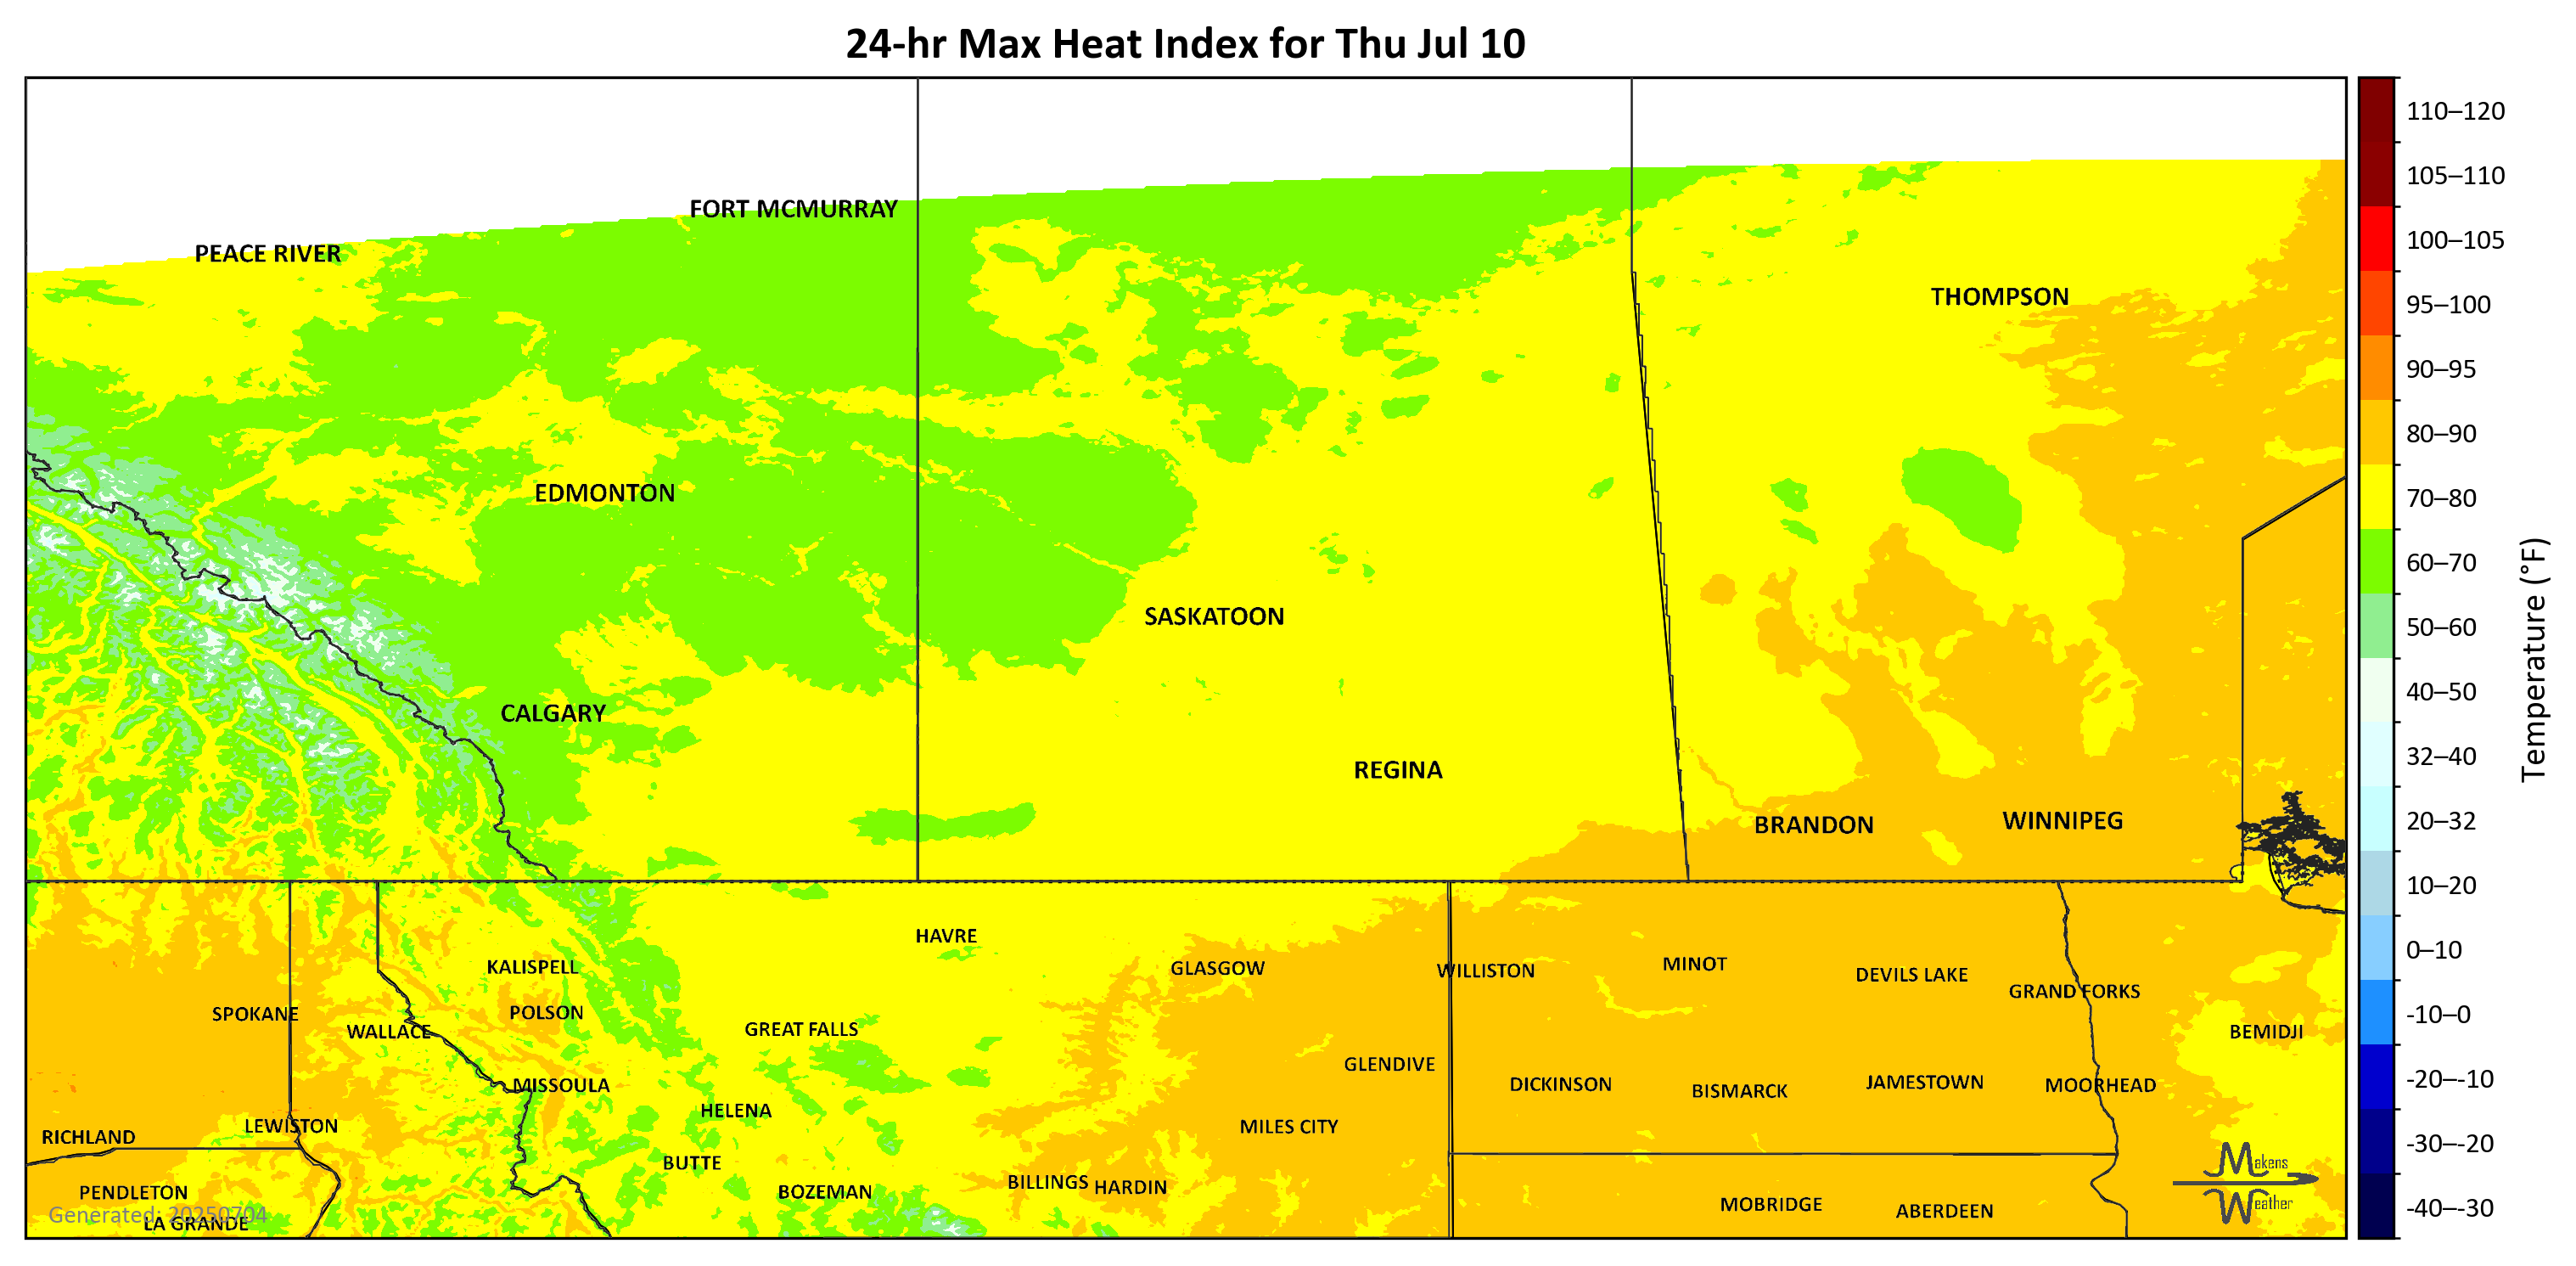 24-hr Max Heat Index for Thu Jul 10
110–120
105–110
100–105
95–100
90–95
80–90
70–80
60–70
50–60
40–50
32–40
20–32
10–20
0–10
-10–0
-20–-10
-30–-20
-40–-30
Temperature (°F)
FORT MCMURRAY
PEACE RIVER
THOMPSON
EDMONTON
SASKATOON
CALGARY
REGINA
BRANDON
WINNIPEG
HAVRE
KALISPELL
GLASGOW
WILLISTON
MINOT
DEVILS LAKE
GRAND FORKS
SPOKANE
POLSON
WALLACE
GREAT FALLS
BEMIDJI
GLENDIVE
MISSOULA
DICKINSON
BISMARCK
JAMESTOWN
MOORHEAD
HELENA
LEWISTON
MILES CITY
RICHLAND
BUTTE
BILLINGS
HARDIN
PENDLETON
BOZEMAN
MOBRIDGE
ABERDEEN
Generated: 20250704
LA GRANDE
Makens
Weather